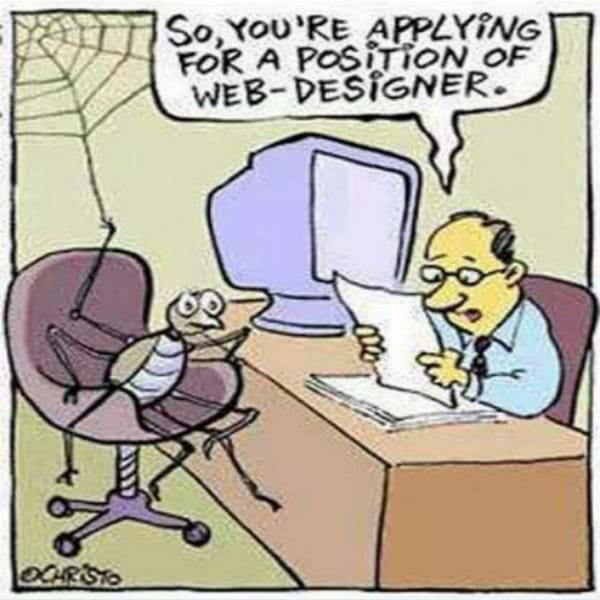 So, YOU'RE APPLYING
FOR A POSITION OF
WEB-DESIGNER.
©CHRISTO